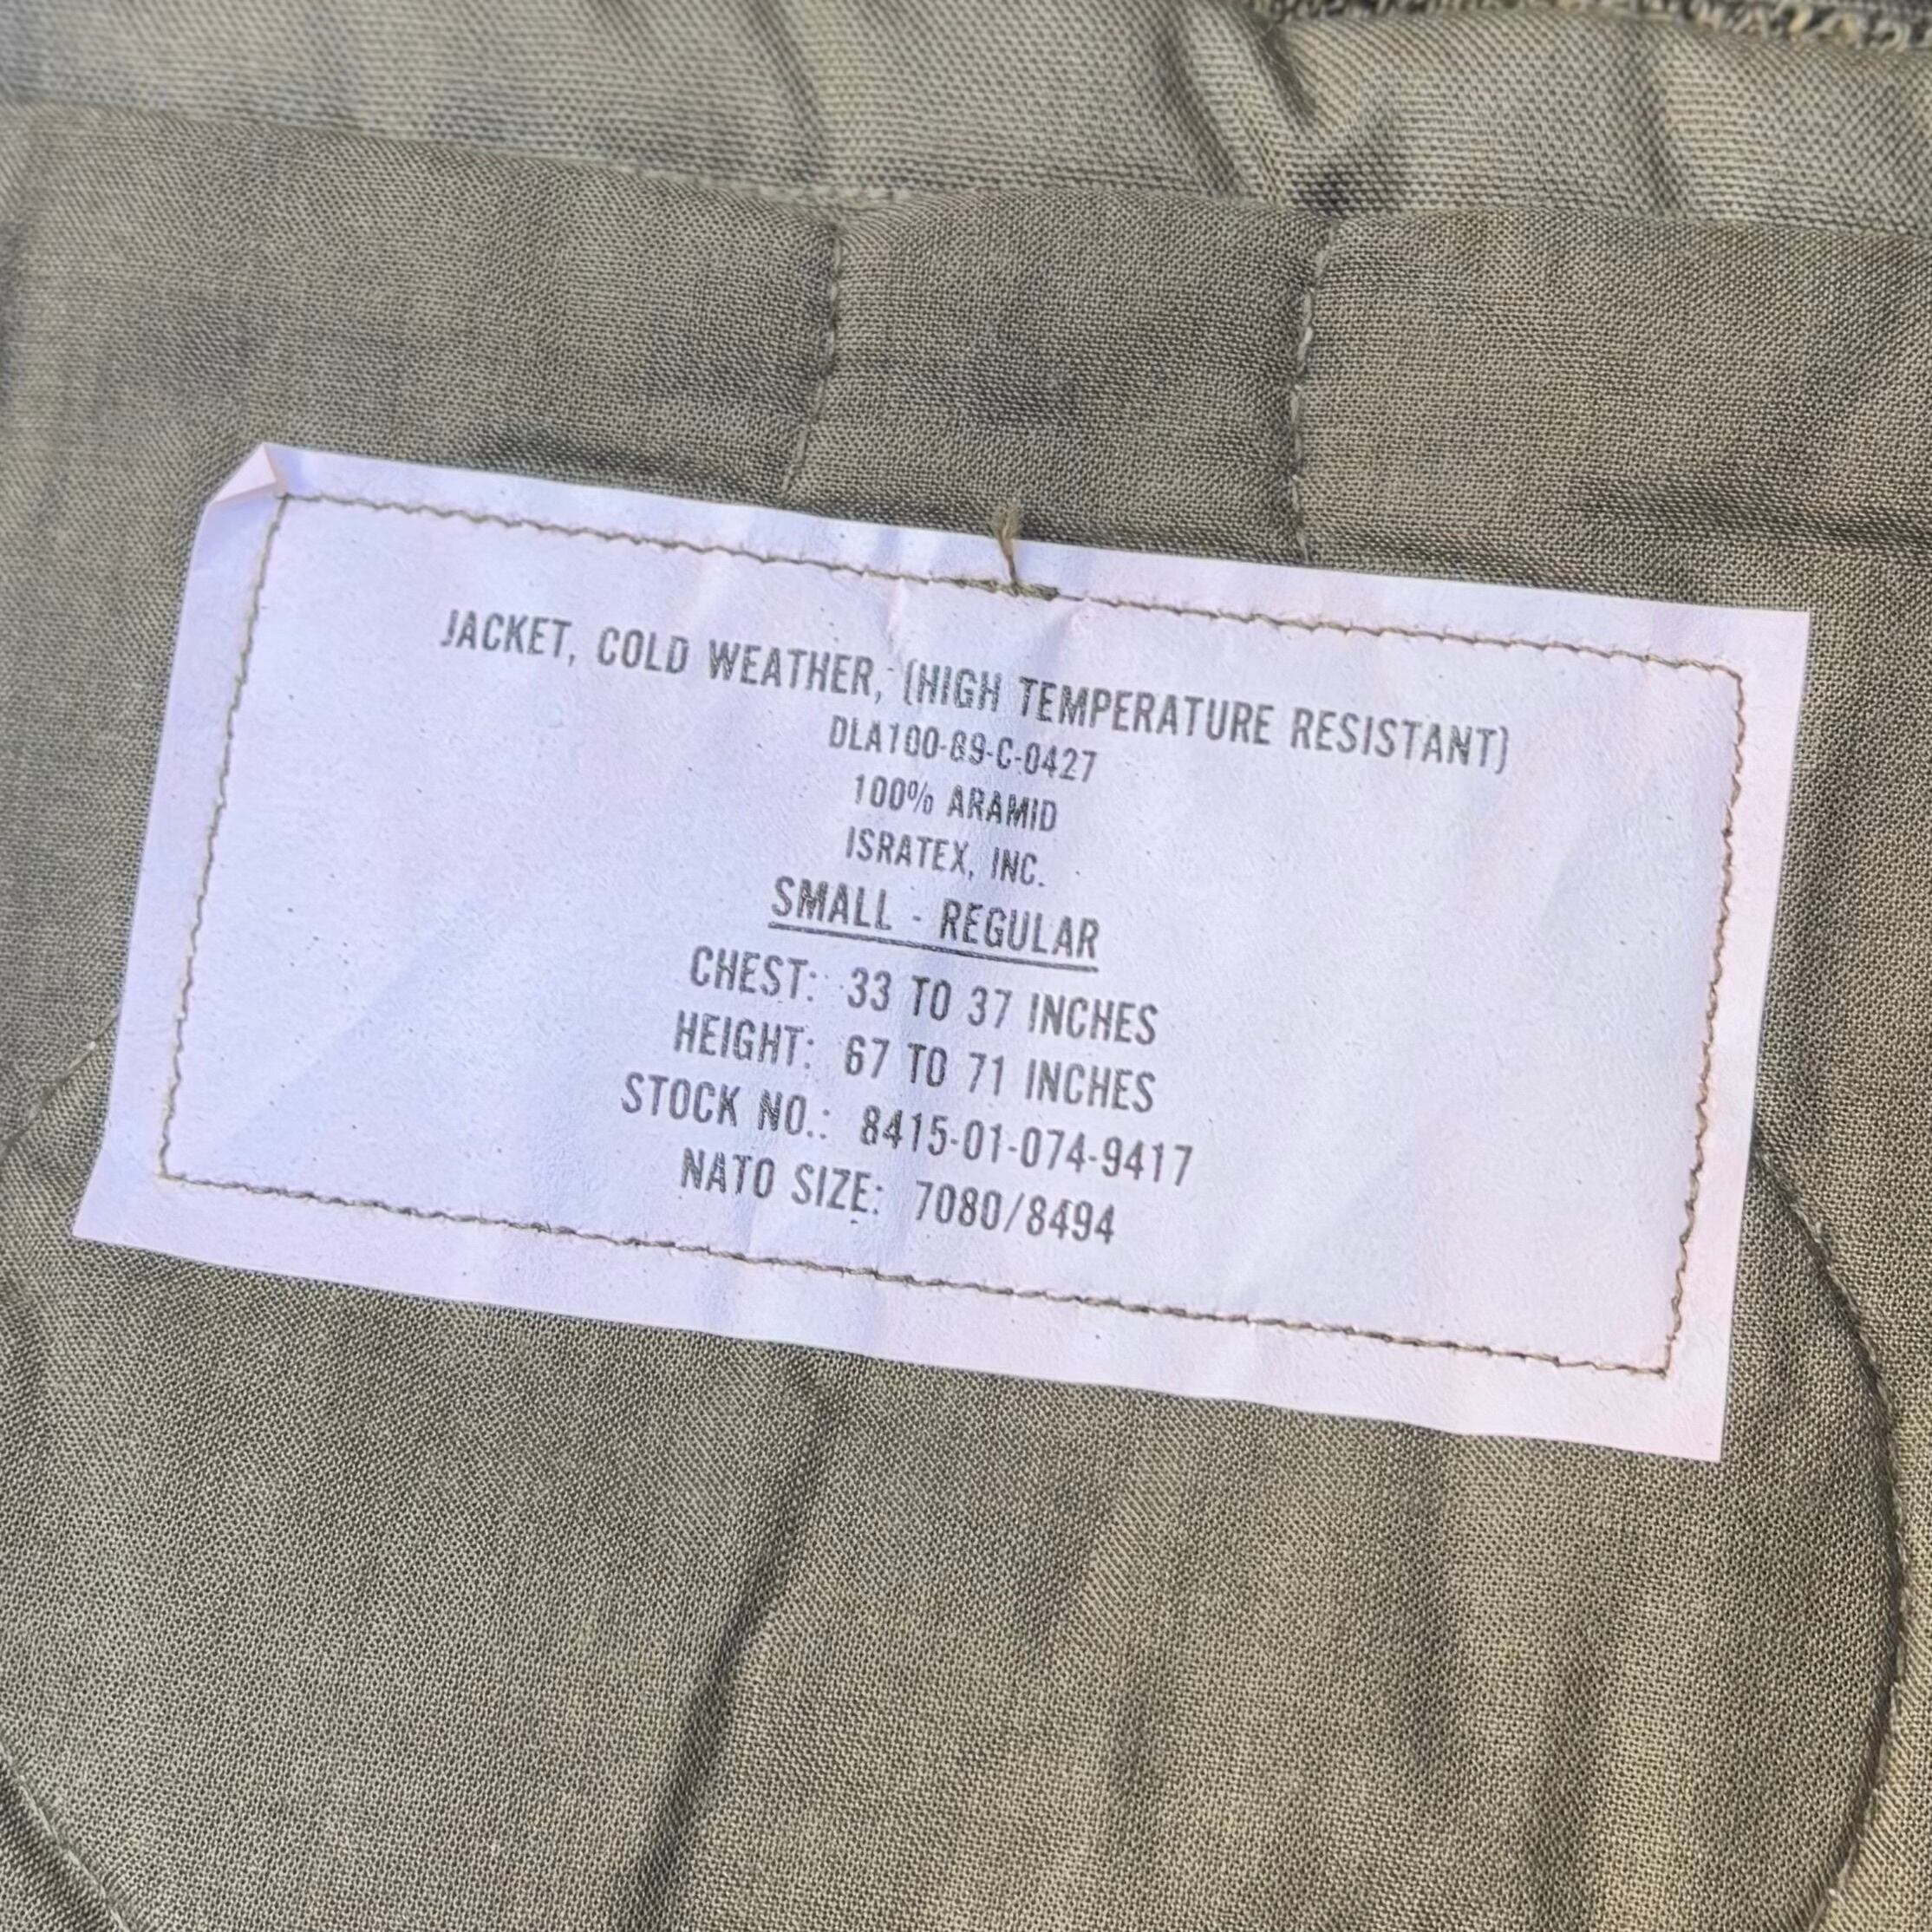 JACKET, COLD WEATHER, (HIGH TEMPERATURE RESISTANT)
DLA100-89-C-0427
100% ARAMID
ISRATEX, INC.
SMALL - REGULAR
CHEST: 33 TO 37 INCHES
HEIGHT: 67 TO 71 INCHES
STOCK NO.: 8415-01-074-9417
NATO SIZE: 7080/8494